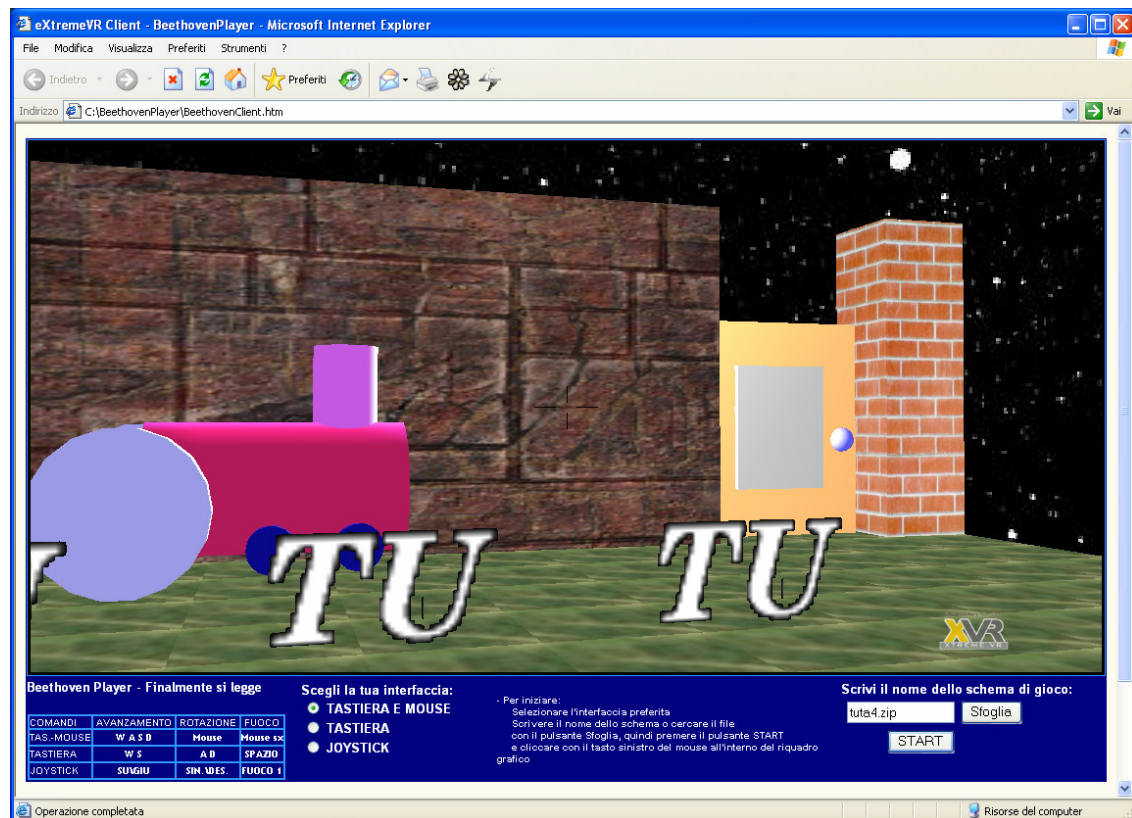 eXtremeVR Client - BeethovenPlayer - Microsoft Internet Explorer
File Modifica Visualizza Preferiti Strumenti ?
Indietro Preferiti
Indirizzo C:\BeethovenPlayer\BeethovenClient.htm Vai
TU TU
XVR
XTREME VR
Beethoven Player - Finalmente si legge
COMANDI AVANZAMENTO ROTAZIONE FUOCO
TAS.-MOUSE W A S D Mouse Mouse sx
TASTIERA W S A D SPAZIO
JOYSTICK SU\GIU SIN.\DES. FUOCO 1
Scegli la tua interfaccia:
TASTIERA E MOUSE
TASTIERA
JOYSTICK
- Per iniziare:
Selezionare l'interfaccia preferita
Scrivere il nome dello schema o cercare il file
con il pulsante Sfoglia, quindi premere il pulsante START
e cliccare con il tasto sinistro del mouse all'interno del riquadro
grafico
Scrivi il nome dello schema di gioco:
tuta4.zip Sfoglia
START
Operazione completata Risorse del computer